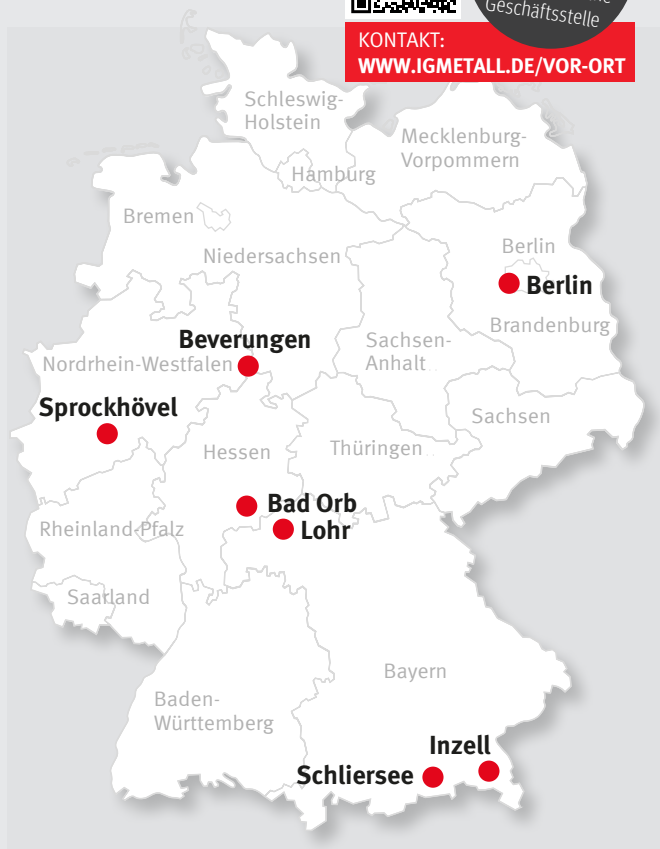 Geschäftsstelle
KONTAKT:
WWW.IGMETALL.DE/VOR-ORT
Schleswig-
Holstein
Mecklenburg-
Vorpommern
Hamburg
Bremen
Niedersachsen
Berlin
Berlin
Brandenburg
Beverungen
Sachsen-
Anhalt
Nordrhein-Westfalen
Sprockhövel
Sachsen
Hessen
Thüringen
Bad Orb
Lohr
Rheinland-Pfalz
Saarland
Bayern
Baden-
Württemberg
Inzell
Schliersee